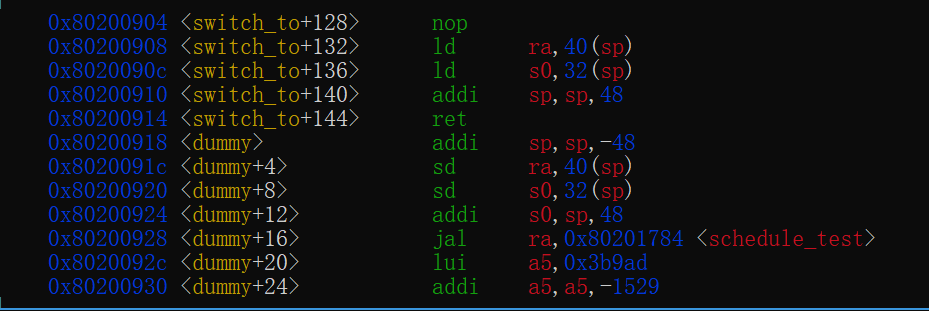 0x80200904 <switch_to+128> nop
0x80200908 <switch_to+132> ld ra,40(sp)
0x8020090c <switch_to+136> ld s0,32(sp)
0x80200910 <switch_to+140> addi sp,sp,48
0x80200914 <switch_to+144> ret
0x80200918 <dummy> addi sp,sp,-48
0x8020091c <dummy+4> sd ra,40(sp)
0x80200920 <dummy+8> sd s0,32(sp)
0x80200924 <dummy+12> addi s0,sp,48
0x80200928 <dummy+16> jal ra,0x80201784 <schedule_test>
0x8020092c <dummy+20> lui a5,0x3b9ad
0x80200930 <dummy+24> addi a5,a5,-1529